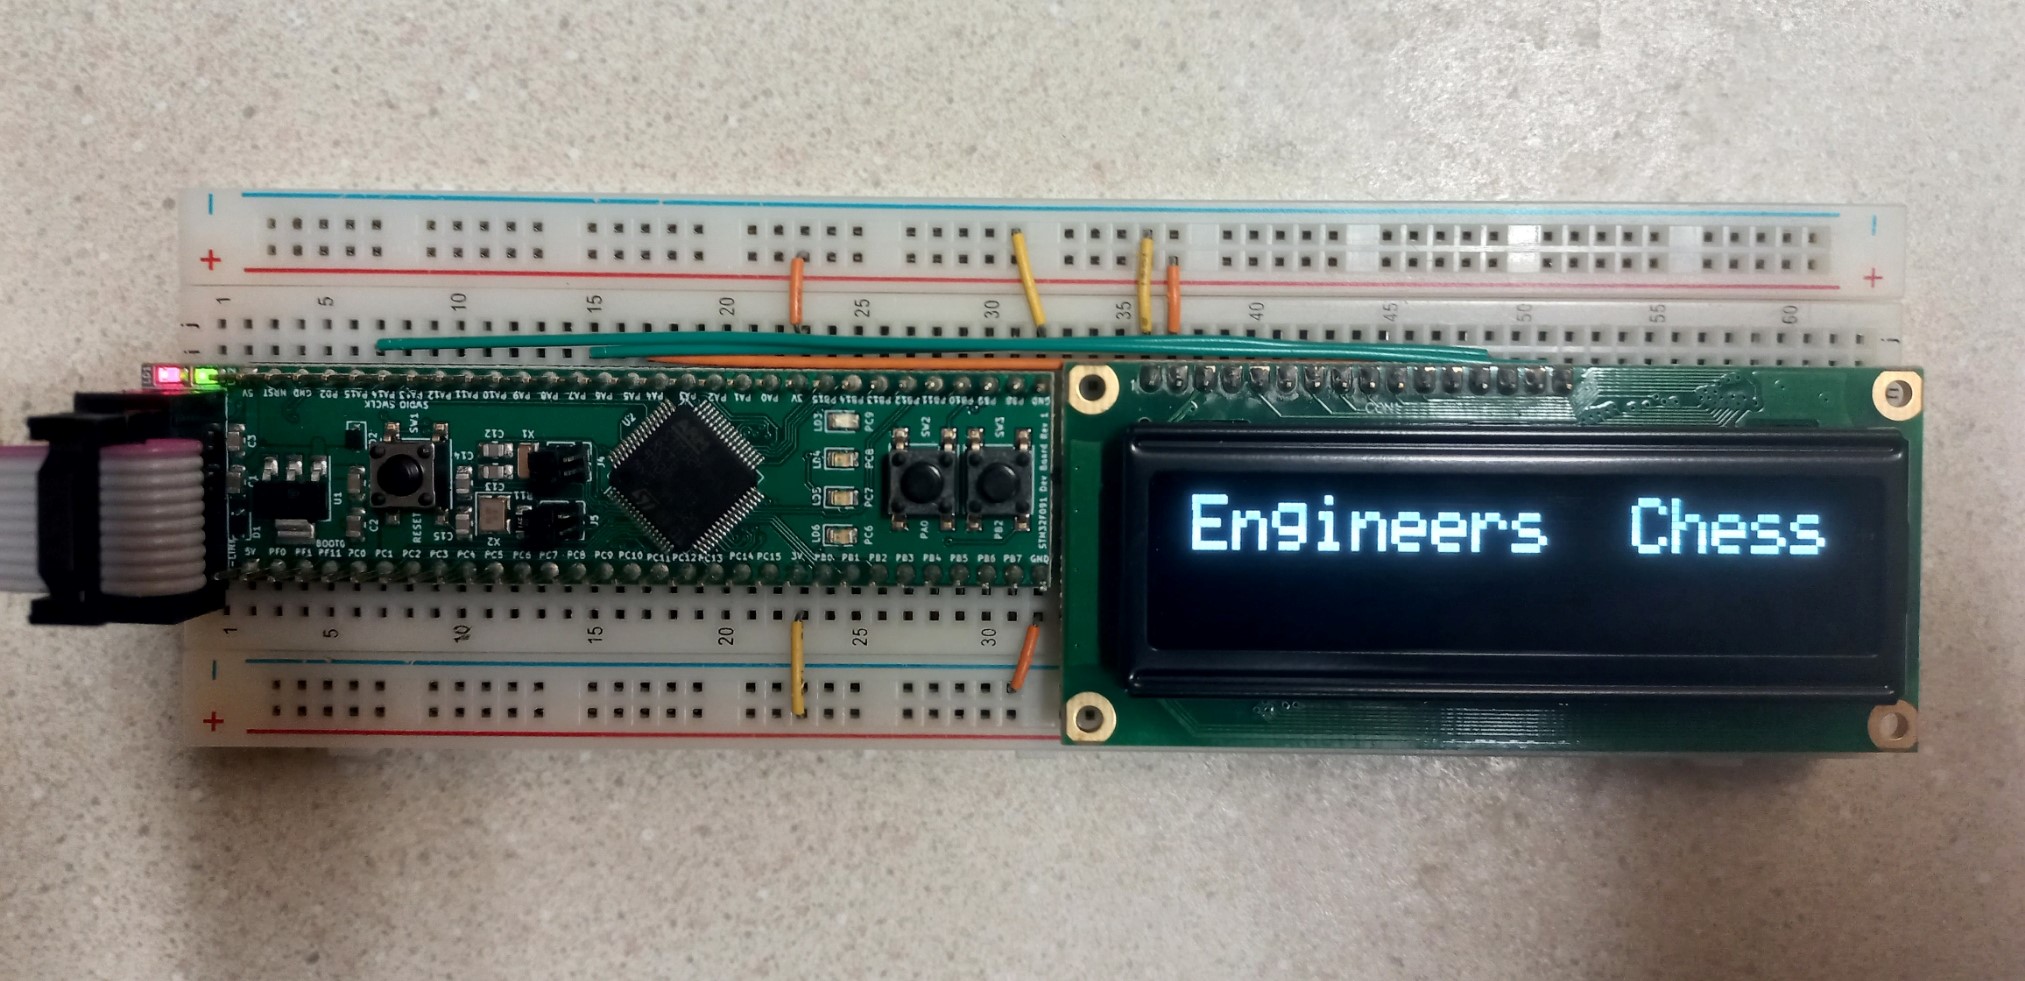 - -
+ +
1 5 10 15 20 25 30 35 40 45 50 55 60
j j
i
5V NRST GND PD2 PA15 PA14 PA13 PA12 PA11 PA10 PA9 PA8 PA7 PA6 PA5 PA4 PA3 PA2 PA1 PA0 3V PB15 PB14 PB13 PB12 PB11 PB10 PB9 PB8 GND
SWDIO SWCLK
C3 D2 SW1 C12 X1 U2 LD3 PC9 SW2 SW3
C14 J4 LD4 PC8
C1 U1 C13 R11 LD5 PC7
D1 C2 RESET C15 X2 J5 LD6 PC6 PA0 PB2
STM32F091 Dev Board Rev 1
BOOT0
5V PF0 PF1 PF11 PC0 PC1 PC2 PC3 PC4 PC5 PC6 PC7 PC8 PC9 PC10 PC11 PC12 PC13 PC14 PC15 3V PB0 PB1 PB2 PB3 PB4 PB5 PB6 PB7 GND
1
Engineers Chess
1 5 10 15 20 25 30
-
+